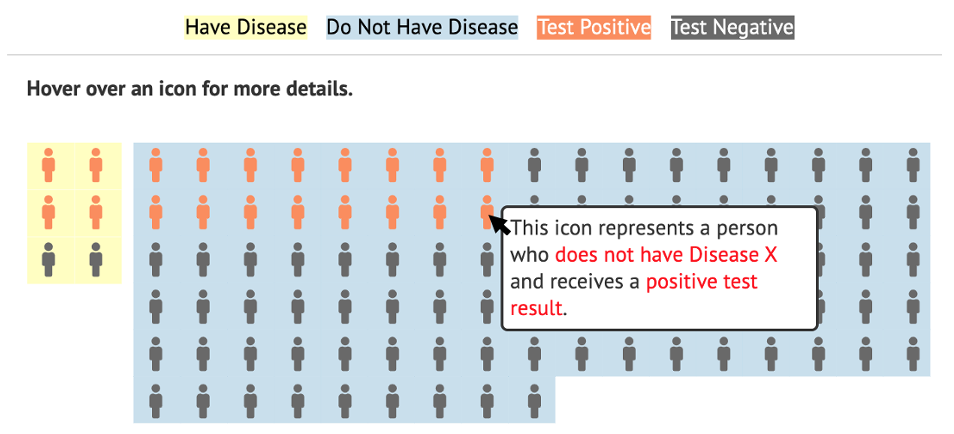 Have Disease Do Not Have Disease Test Positive Test Negative
Hover over an icon for more details.
This icon represents a person
who does not have Disease X
and receives a positive test
result.